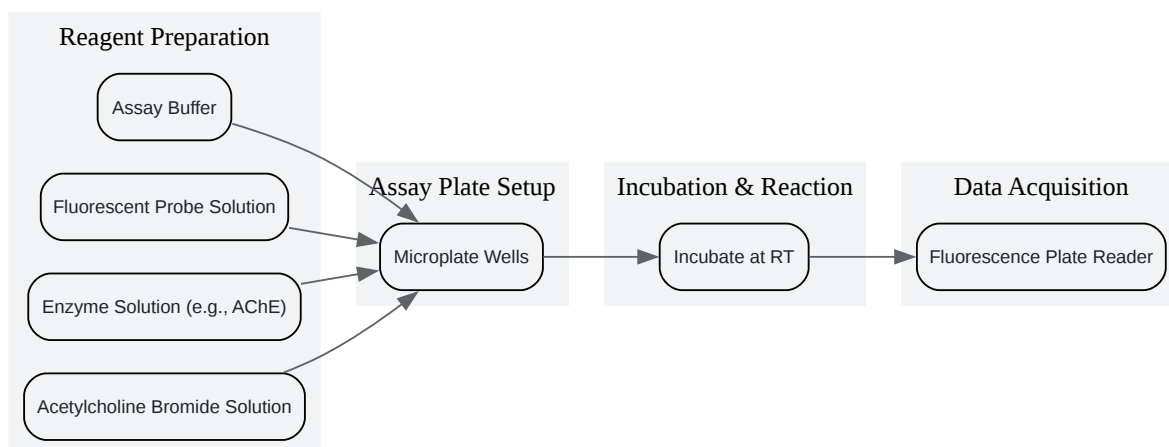 Reagent Preparation
Assay Buffer
Fluorescent Probe Solution
Enzyme Solution (e.g., AChE)
Acetylcholine Bromide Solution
Assay Plate Setup
Microplate Wells
Incubation & Reaction
Incubate at RT
Data Acquisition
Fluorescence Plate Reader